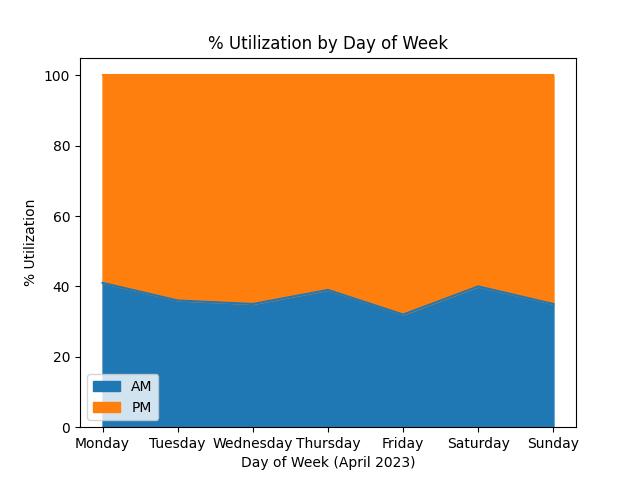 % Utilization by Day of Week
% Utilization
100
80
60
40
20
0
AM
PM
Monday Tuesday Wednesday Thursday Friday Saturday Sunday
Day of Week (April 2023)